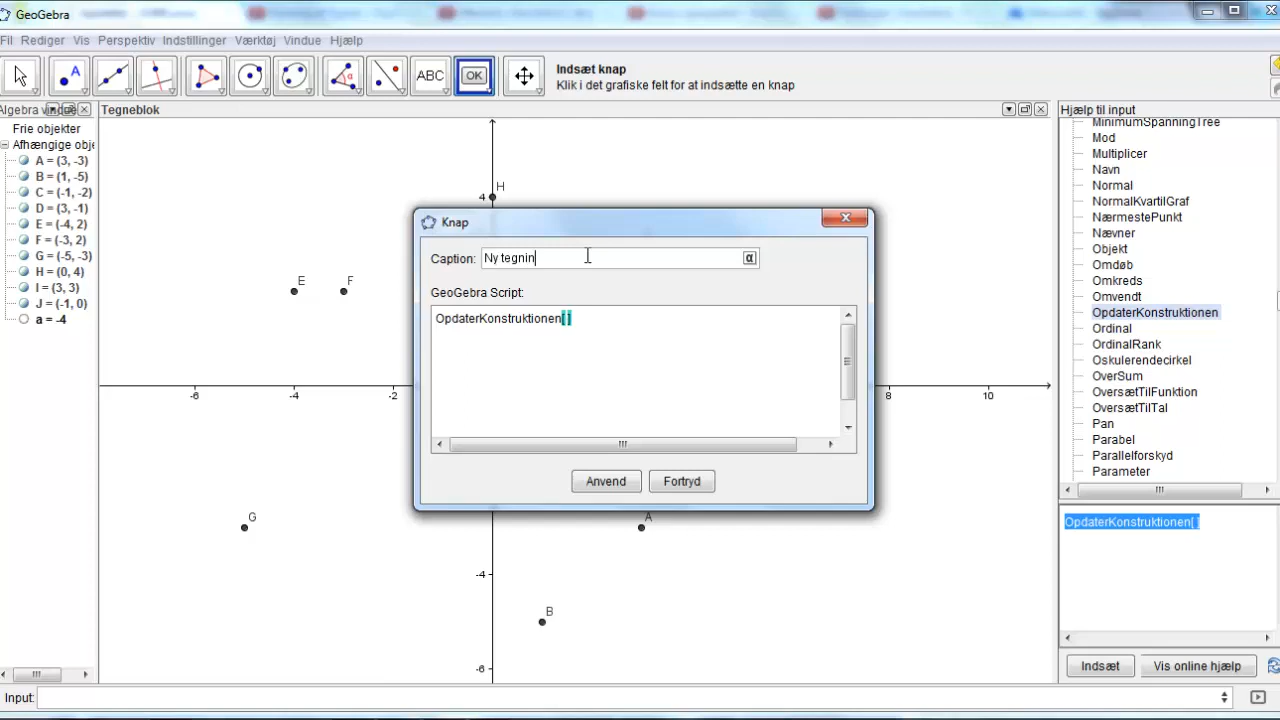 GeoGebra
Fil Rediger Vis Perspektiv Indstillinger Værktøj Vindue Hjælp
A
ABC
OK
Indsæt knap
Klik i det grafiske felt for at indsætte en knap
Algebra vindue
Tegneblok
Hjælp til input
Frie objekter
Afhængige obje
A = (3, -3)
B = (1, -5)
C = (-1, -2)
D = (3, -1)
E = (-4, 2)
F = (-3, 2)
G = (-5, -3)
H = (0, 4)
I = (3, 3)
J = (-1, 0)
a = -4
H
4
E
F
-6
-4
-2
8
10
G
A
-4
B
-6
Knap
Caption: Ny tegnin
α
GeoGebra Script:
OpdaterKonstruktionen[ ]
Anvend
Fortryd
MinimumSpanningTree
Mod
Multiplicer
Navn
Normal
NormalKvartilGraf
NærmestePunkt
Nævner
Objekt
Omdøb
Omkreds
Omvendt
OpdaterKonstruktionen
Ordinal
OrdinalRank
Oskulerendecirkel
OverSum
OversætTilFunktion
OversætTilTal
Pan
Parabel
Parallelforskyd
Parameter
OpdaterKonstruktionen[ ]
Indsæt
Vis online hjælp
Input: